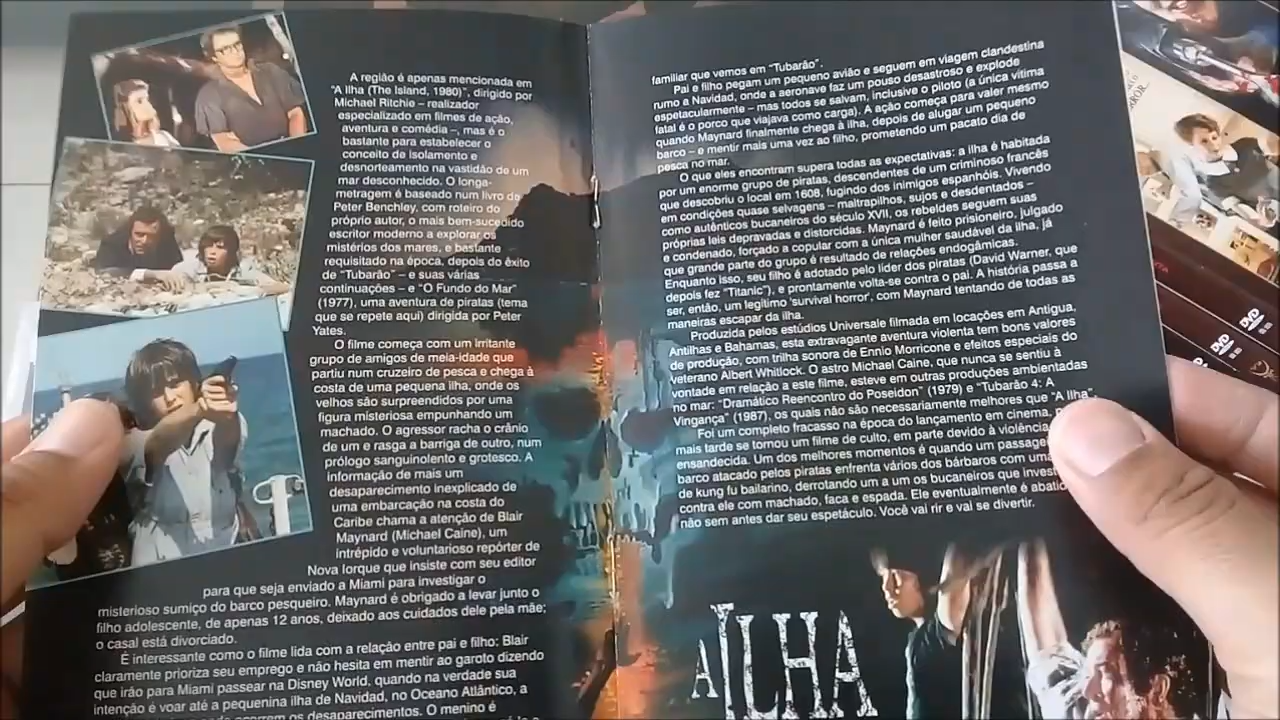 A região é apenas mencionada em
"A Ilha (The Island, 1980)", dirigido por
Michael Ritchie – realizador
especializado em filmes de ação,
aventura e comédia –, mas é o
bastante para estabelecer o
conceito de isolamento e
desnorteamento na vastidão de um
mar desconhecido. O longa-
metragem é baseado num livro de
Peter Benchley, com roteiro do
próprio autor, o mais bem-sucedido
escritor moderno a explorar os
mistérios dos mares, e bastante
requisitado na época, depois do êxito
de "Tubarão" – e suas várias
continuações – e "O Fundo do Mar"
(1977), uma aventura de piratas (tema
que se repete aqui) dirigida por Peter
Yates.
O filme começa com um irritante
grupo de amigos de meia-idade que
partiu num cruzeiro de pesca e chega à
costa de uma pequena ilha, onde os
velhos são surpreendidos por uma
figura misteriosa empunhando um
machado. O agressor racha o crânio
de um e rasga a barriga de outro, num
prólogo sanguinolento e grotesco. A
informação de mais um
desaparecimento inexplicado de
uma embarcação na costa do
Caribe chama a atenção de Blair
Maynard (Michael Caine), um
intrépido e voluntarioso repórter de
Nova Iorque que insiste com seu editor
para que seja enviado a Miami para investigar o
misterioso sumiço do barco pesqueiro. Maynard é obrigado a levar junto o
filho adolescente, de apenas 12 anos, deixado aos cuidados dele pela mãe;
o casal está divorciado.
É interessante como o filme lida com a relação entre pai e filho: Blair
claramente prioriza seu emprego e não hesita em mentir ao garoto dizendo
que irão para Miami passear na Disney World, quando na verdade sua
intenção é voar até a pequenina ilha de Navidad, no Oceano Atlântico, a
ocorrem os desaparecimentos. O menino é
familiar que vemos em "Tubarão".
Pai e filho pegam um pequeno avião e seguem em viagem clandestina
rumo a Navidad, onde a aeronave faz um pouso desastroso e explode
espetacularmente – mas todos se salvam, inclusive o piloto (a única vítima
fatal é o porco que viajava como carga). A ação começa para valer mesmo
quando Maynard finalmente chega à ilha, depois de alugar um pequeno
barco – e mentir mais uma vez ao filho, prometendo um pacato dia de
pesca no mar.
O que eles encontram supera todas as expectativas: a ilha é habitada
por um enorme grupo de piratas, descendentes de um criminoso francês
que descobriu o local em 1608, fugindo dos inimigos espanhóis. Vivendo
em condições quase selvagens – maltrapilhos, sujos e desdentados –
como autênticos bucaneiros do século XVII, os rebeldes seguem suas
próprias leis depravadas e distorcidas. Maynard é feito prisioneiro, julgado
e condenado, forçado a copular com a única mulher saudável da ilha, já
que grande parte do grupo é resultado de relações endogâmicas.
Enquanto isso, seu filho é adotado pelo líder dos piratas (David Warner, que
depois fez "Titanic"), e prontamente volta-se contra o pai. A história passa a
ser, então, um legítimo 'survival horror', com Maynard tentando de todas as
maneiras escapar da ilha.
Produzida pelos estúdios Universale filmada em locações em Antigua,
Antilhas e Bahamas, esta extravagante aventura violenta tem bons valores
de produção, com trilha sonora de Ennio Morricone e efeitos especiais do
veterano Albert Whitlock. O astro Michael Caine, que nunca se sentiu à
vontade em relação a este filme, esteve em outras produções ambientadas
no mar: "Dramático Reencontro do Poseidon" (1979) e "Tubarão 4: A
Vingança" (1987), os quais não são necessariamente melhores que "A Ilha".
Foi um completo fracasso na época do lançamento em cinema,
mais tarde se tornou um filme de culto, em parte devido à violência
ensandecida. Um dos melhores momentos é quando um
barco atacado pelos piratas enfrenta vários dos bárbaros com
de kung fu bailarino, derrotando um a um os bucaneiros que
contra ele com machado, faca e espada. Ele eventualmente é
não sem antes dar seu espetáculo. Você vai rir e vai se divertir.
A ILHA
DVD
DVD
DVD